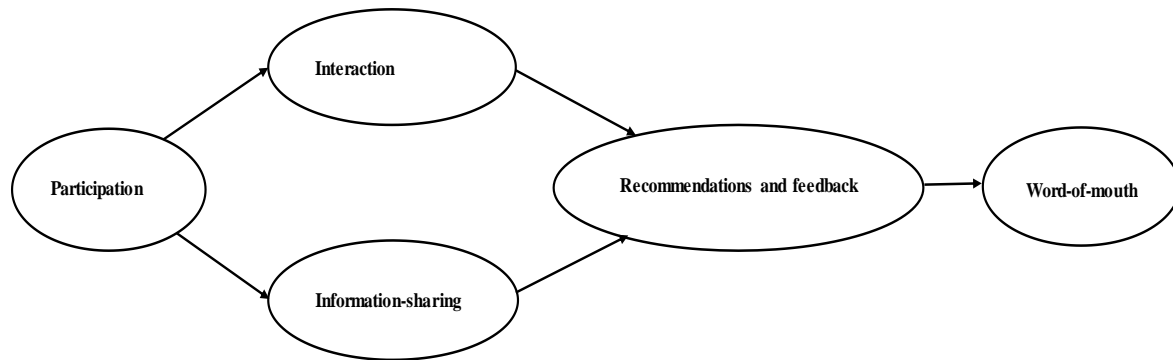 Interaction
Participation
Recommendations and feedback
Word-of-mouth
Information-sharing